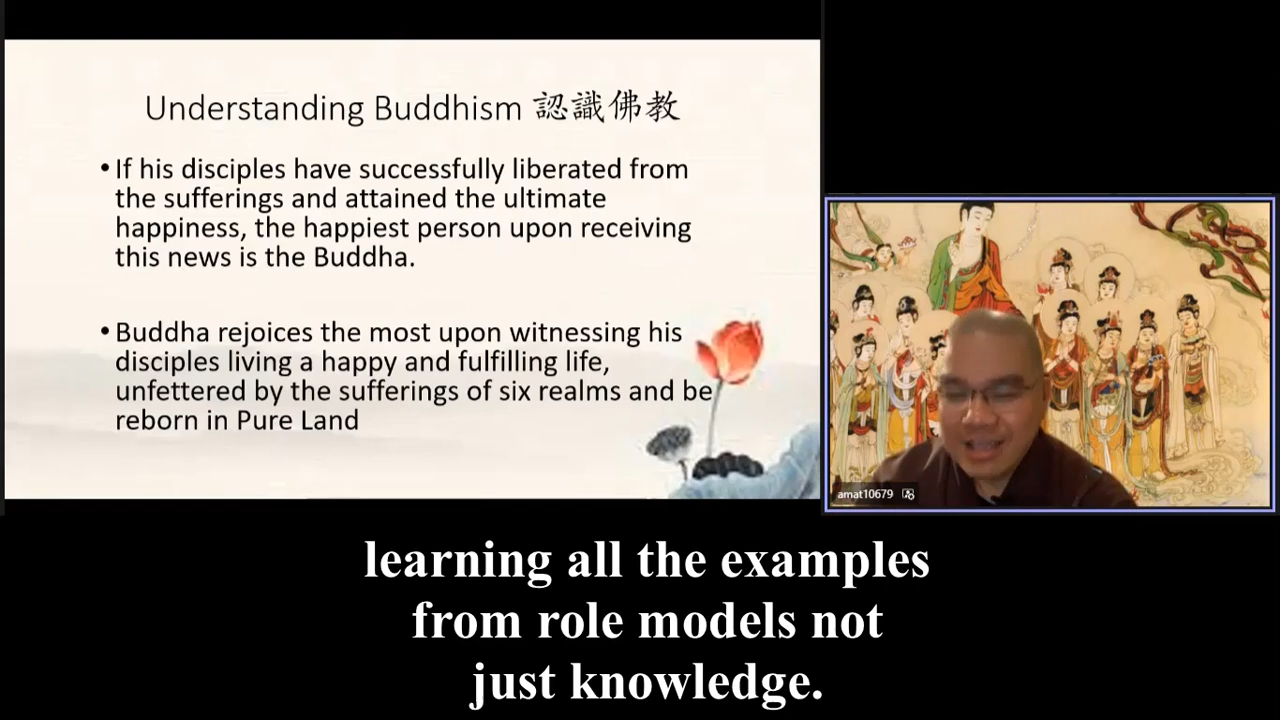 Understanding Buddhism 認識佛教
•If his disciples have successfully liberated from
the sufferings and attained the ultimate
happiness, the happiest person upon receiving
this news is the Buddha.
•Buddha rejoices the most upon witnessing his
disciples living a happy and fulfilling life,
unfettered by the sufferings of six realms and be
reborn in Pure Land
amat10679
learning all the examples
from role models not
just knowledge.